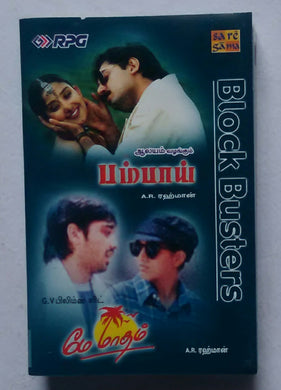 RPG
sa re
ga ma
ஆலயம் வழங்கும்
பம்பாய்
A.R. ரஹ்மான்
Block Busters
G.V பிலிம்ஸ் லிட்.
மே மாதம்
A.R. ரஹ்மான்